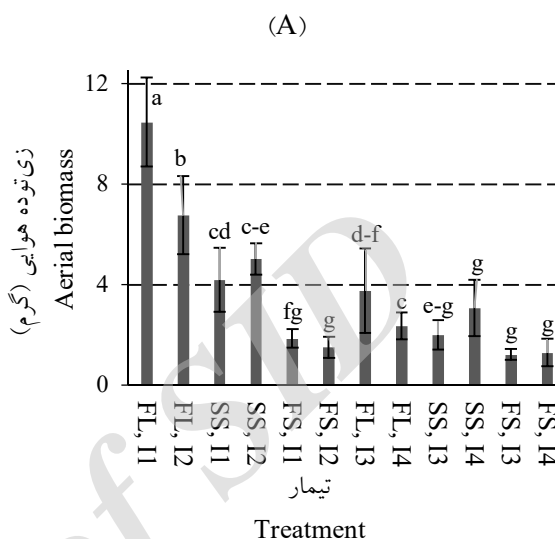 (A)
زی‌توده هوایی (گرم)
Aerial biomass
12
8
4
0
a
b
cd
c-e
fg
g
d-f
c
e-g
g
g
g
FL, I1
FL, I2
SS, I1
SS, I2
FS, I1
FS, I2
FL, I3
FL, I4
SS, I3
SS, I4
FS, I3
FS, I4
تیمار
Treatment
of SID